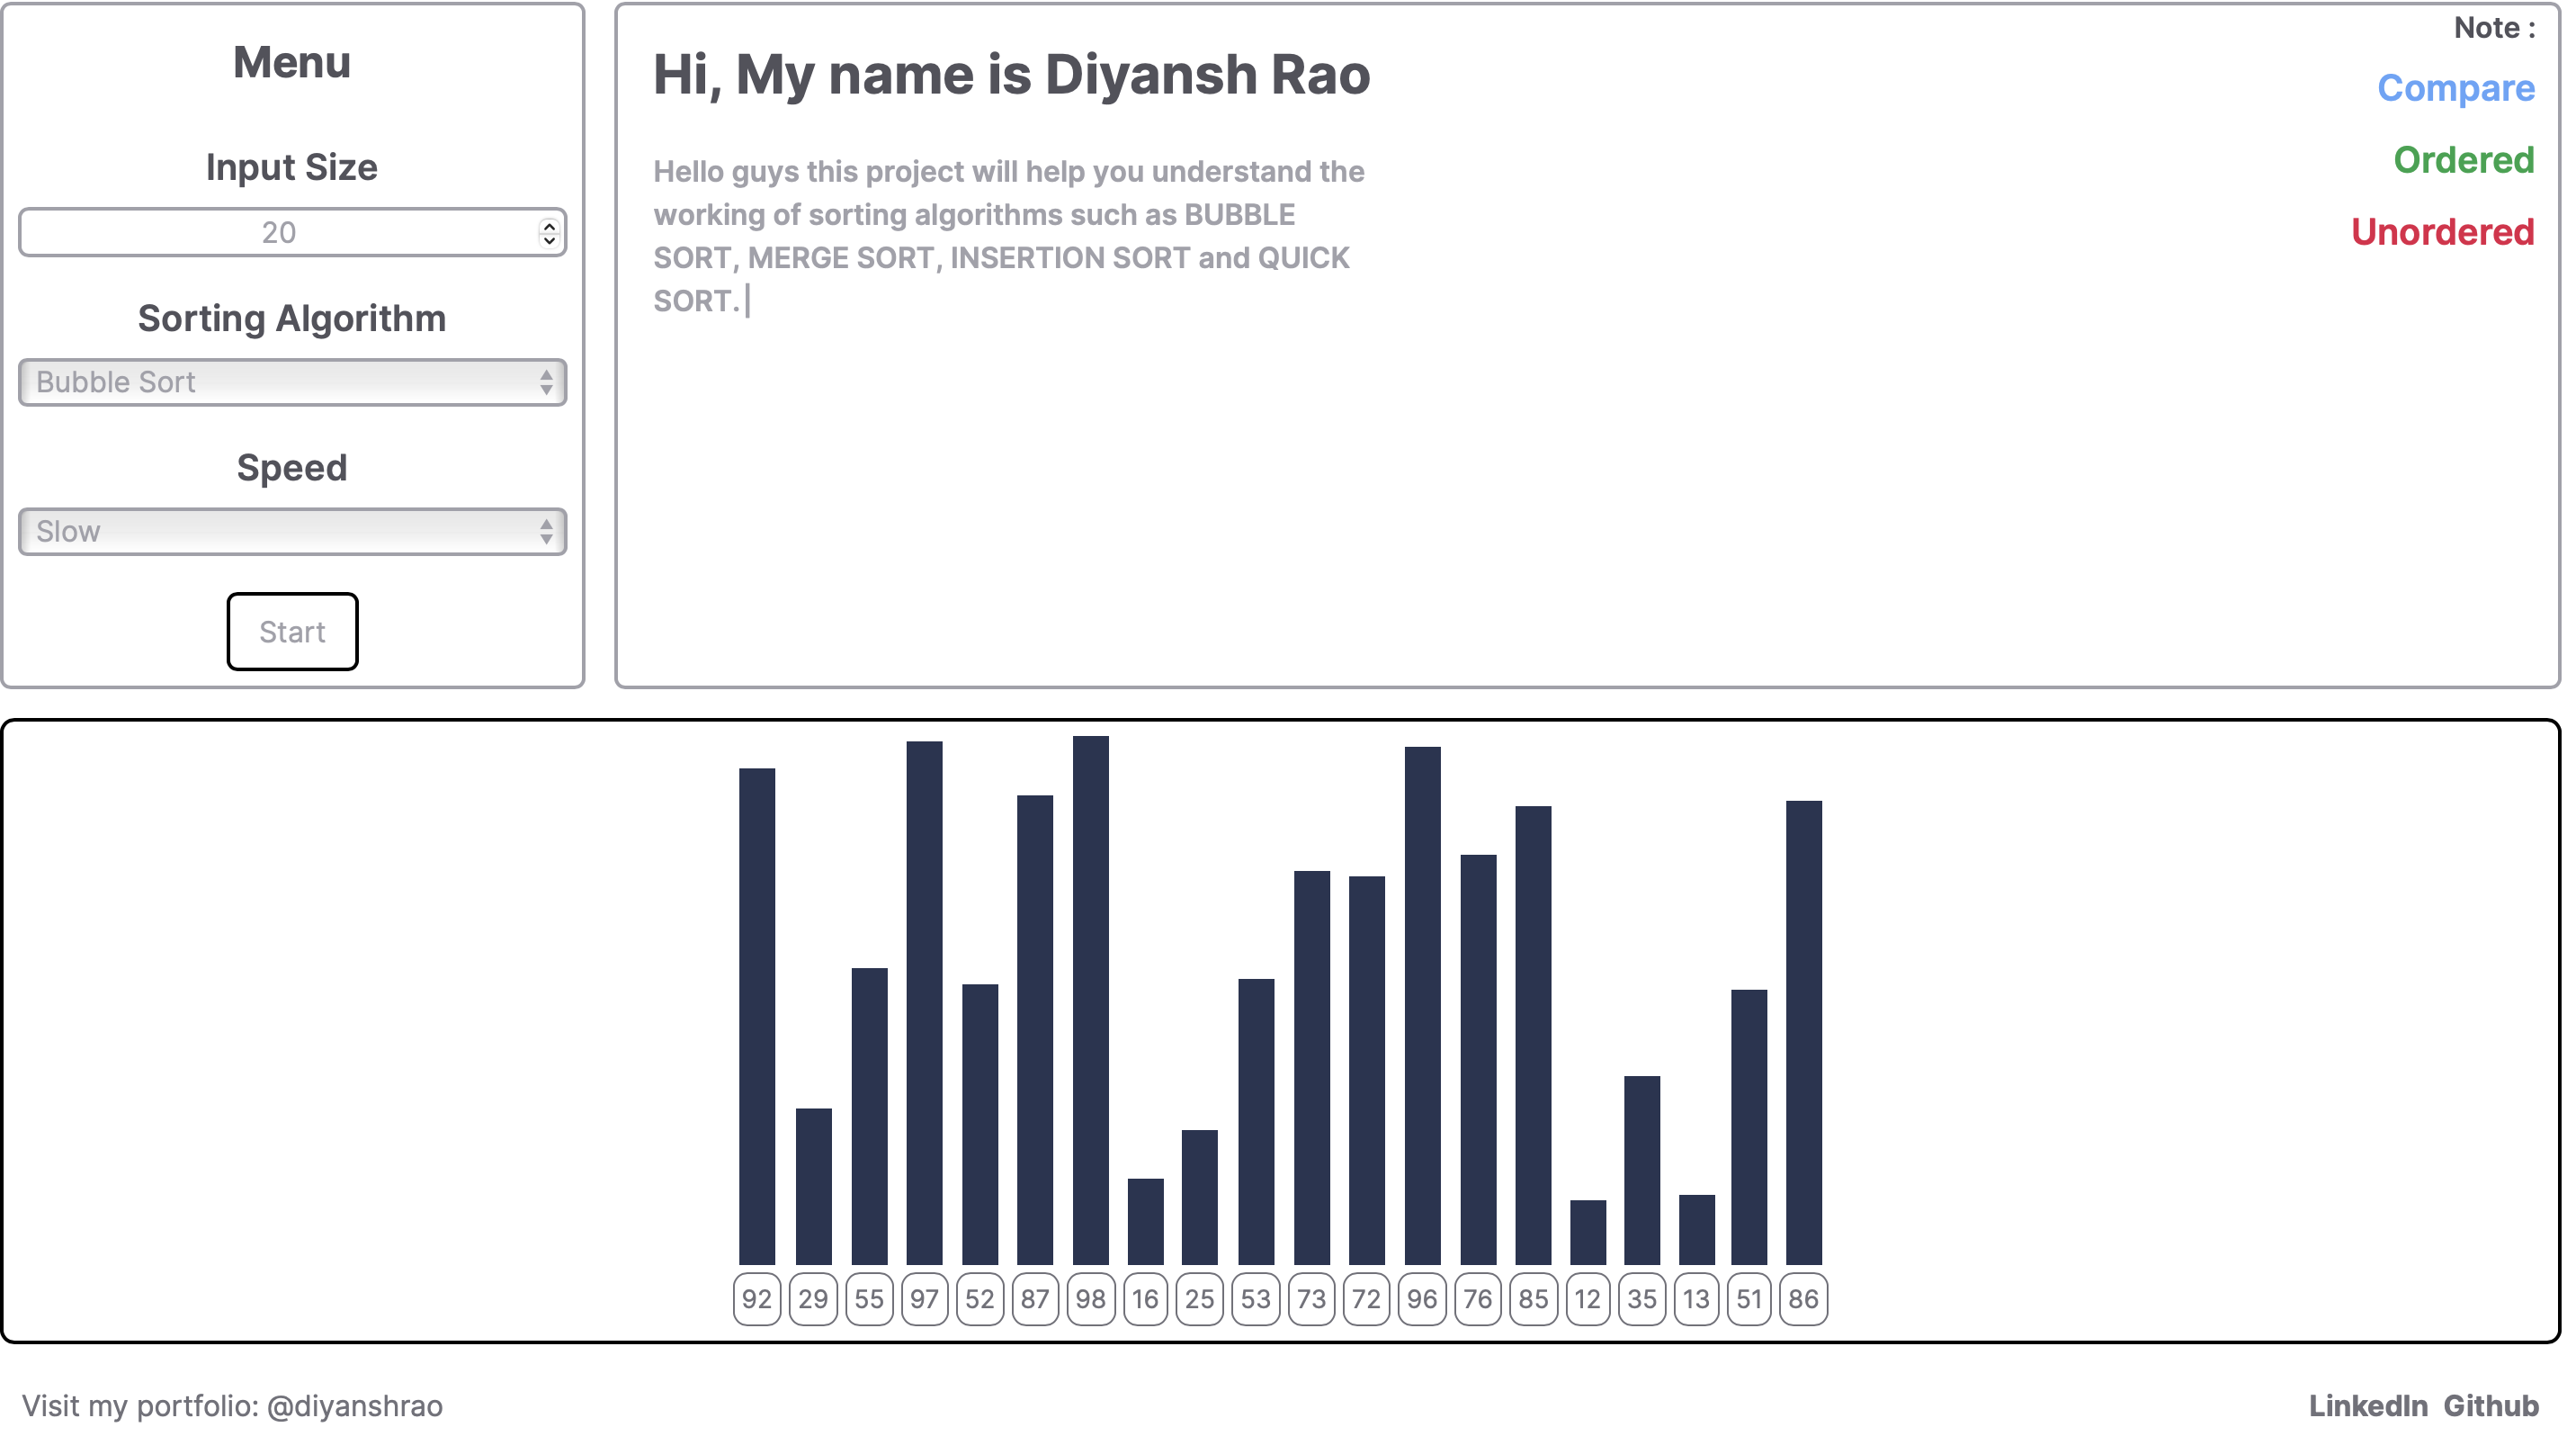 Menu
Input Size
20
Sorting Algorithm
Bubble Sort
Speed
Slow
Start
Hi, My name is Diyansh Rao
Hello guys this project will help you understand the
working of sorting algorithms such as BUBBLE
SORT, MERGE SORT, INSERTION SORT and QUICK
SORT.|
Note :
Compare
Ordered
Unordered
92 29 55 97 52 87 98 16 25 53 73 72 96 76 85 12 35 13 51 86
Visit my portfolio: @diyanshrao
LinkedIn Github